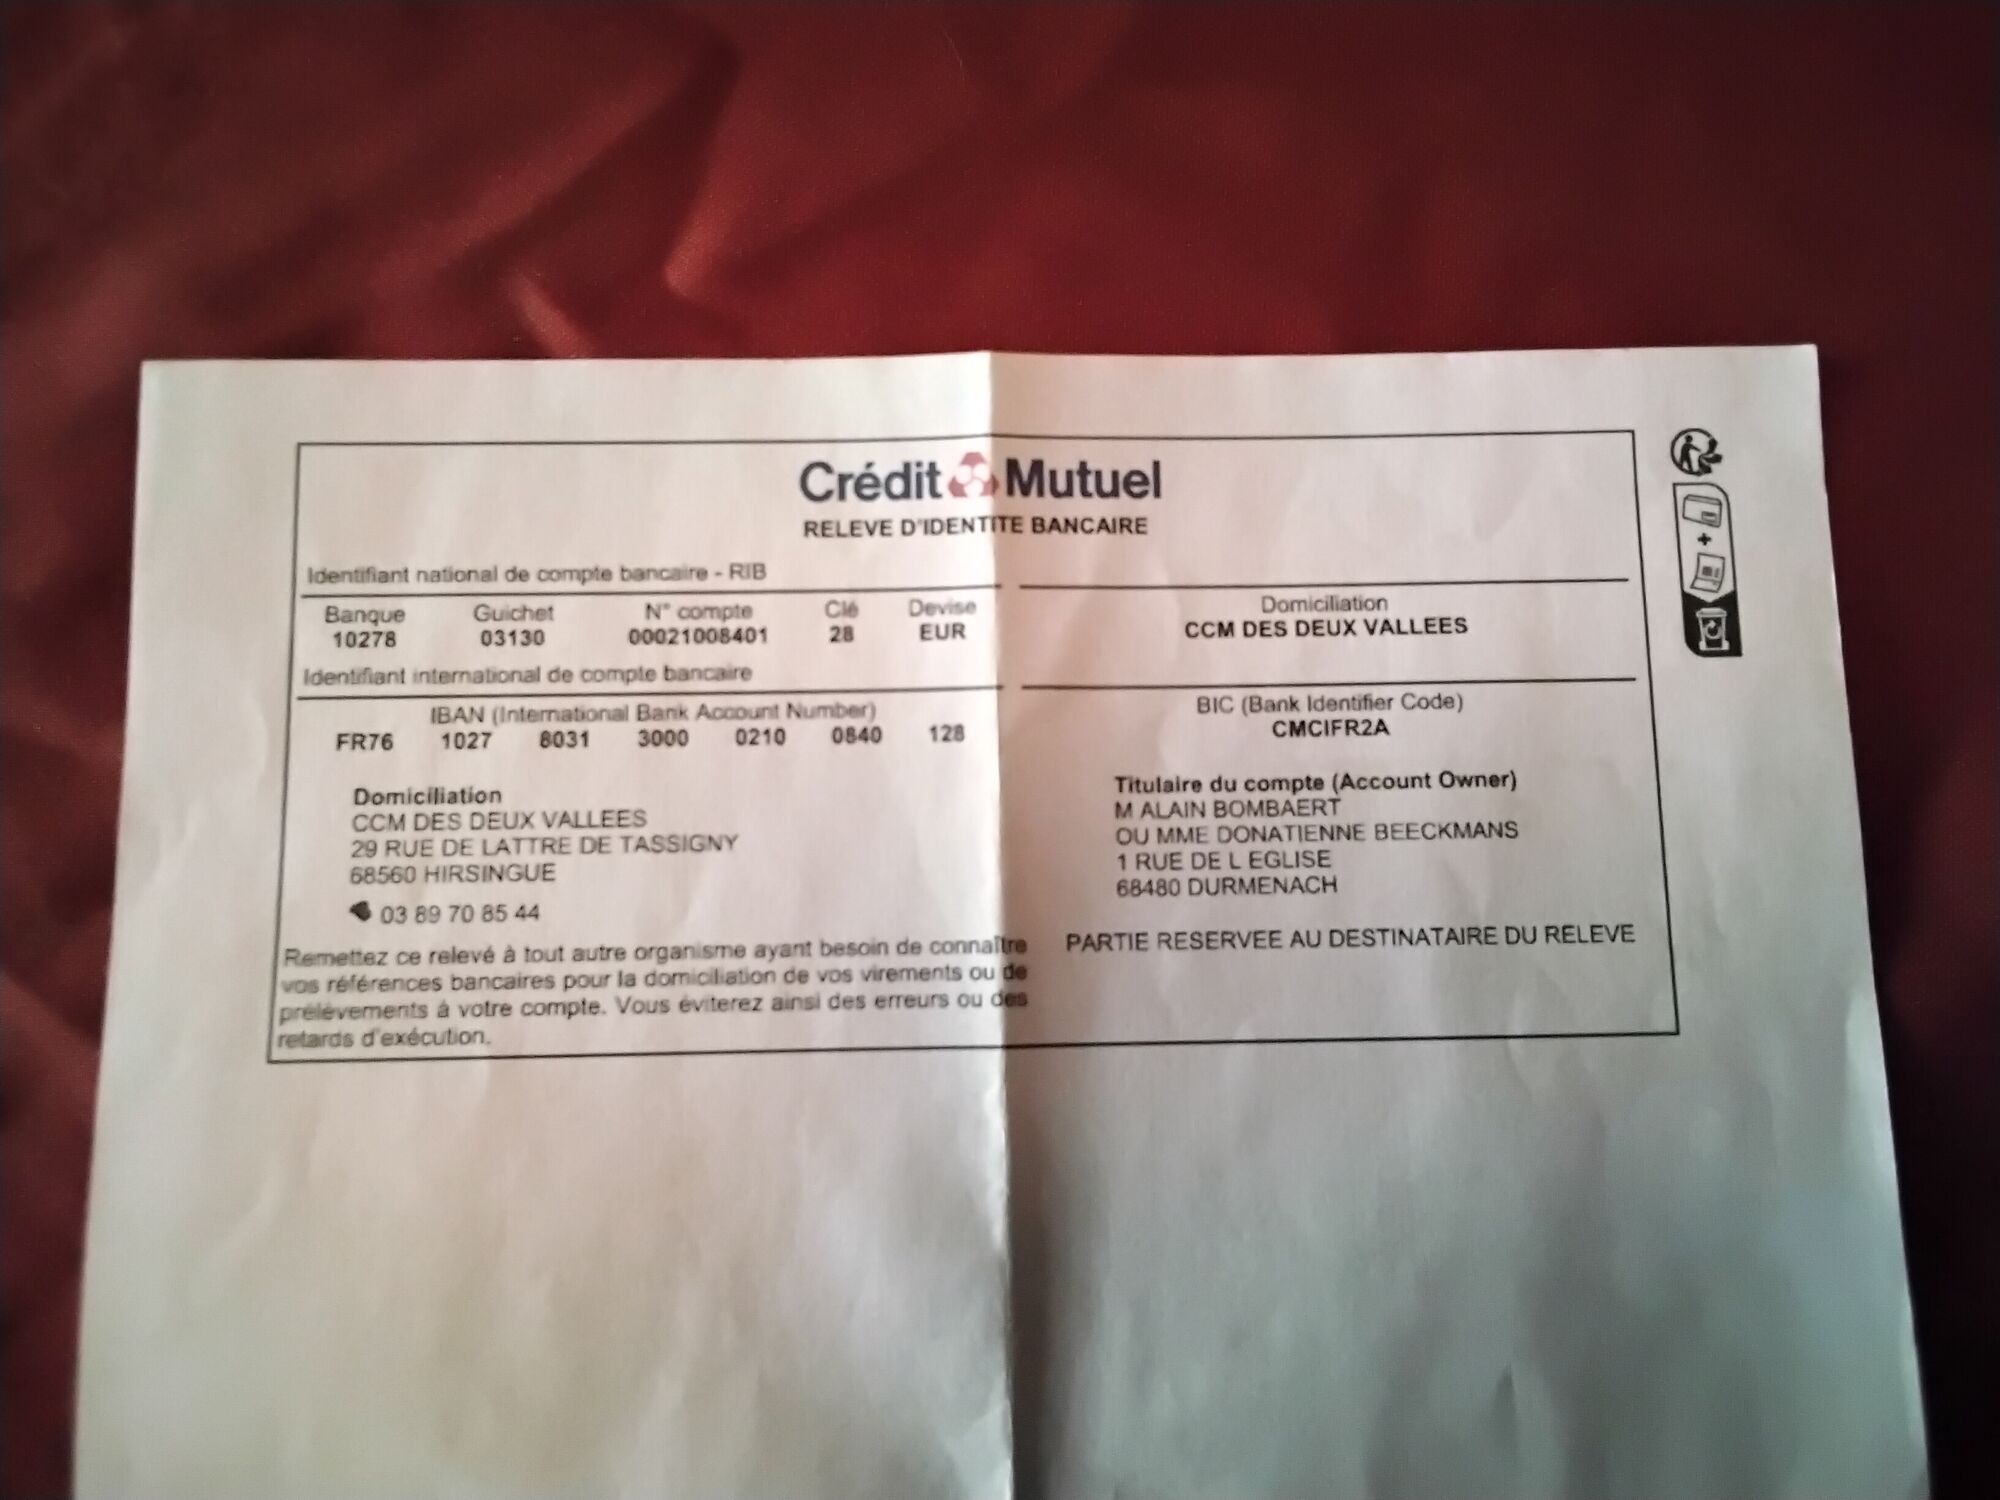 Crédit Mutuel
RELEVE D'IDENTITE BANCAIRE
Identifiant national de compte bancaire - RIB
Banque Guichet N° compte Clé Devise Domiciliation
10278 03130 00021008401 28 EUR CCM DES DEUX VALLEES
Identifiant international de compte bancaire
IBAN (International Bank Account Number) BIC (Bank Identifier Code)
FR76 1027 8031 3000 0210 0840 128 CMCIFR2A
Domiciliation
CCM DES DEUX VALLEES
29 RUE DE LATTRE DE TASSIGNY
68560 HIRSINGUE
03 89 70 85 44
Titulaire du compte (Account Owner)
M ALAIN BOMBAERT
OU MME DONATIENNE BEECKMANS
1 RUE DE L EGLISE
68480 DURMENACH
Remettez ce relevé à tout autre organisme ayant besoin de connaître
vos références bancaires pour la domiciliation de vos virements ou de
prélèvements à votre compte. Vous éviterez ainsi des erreurs ou des
retards d'exécution.
PARTIE RESERVEE AU DESTINATAIRE DU RELEVE